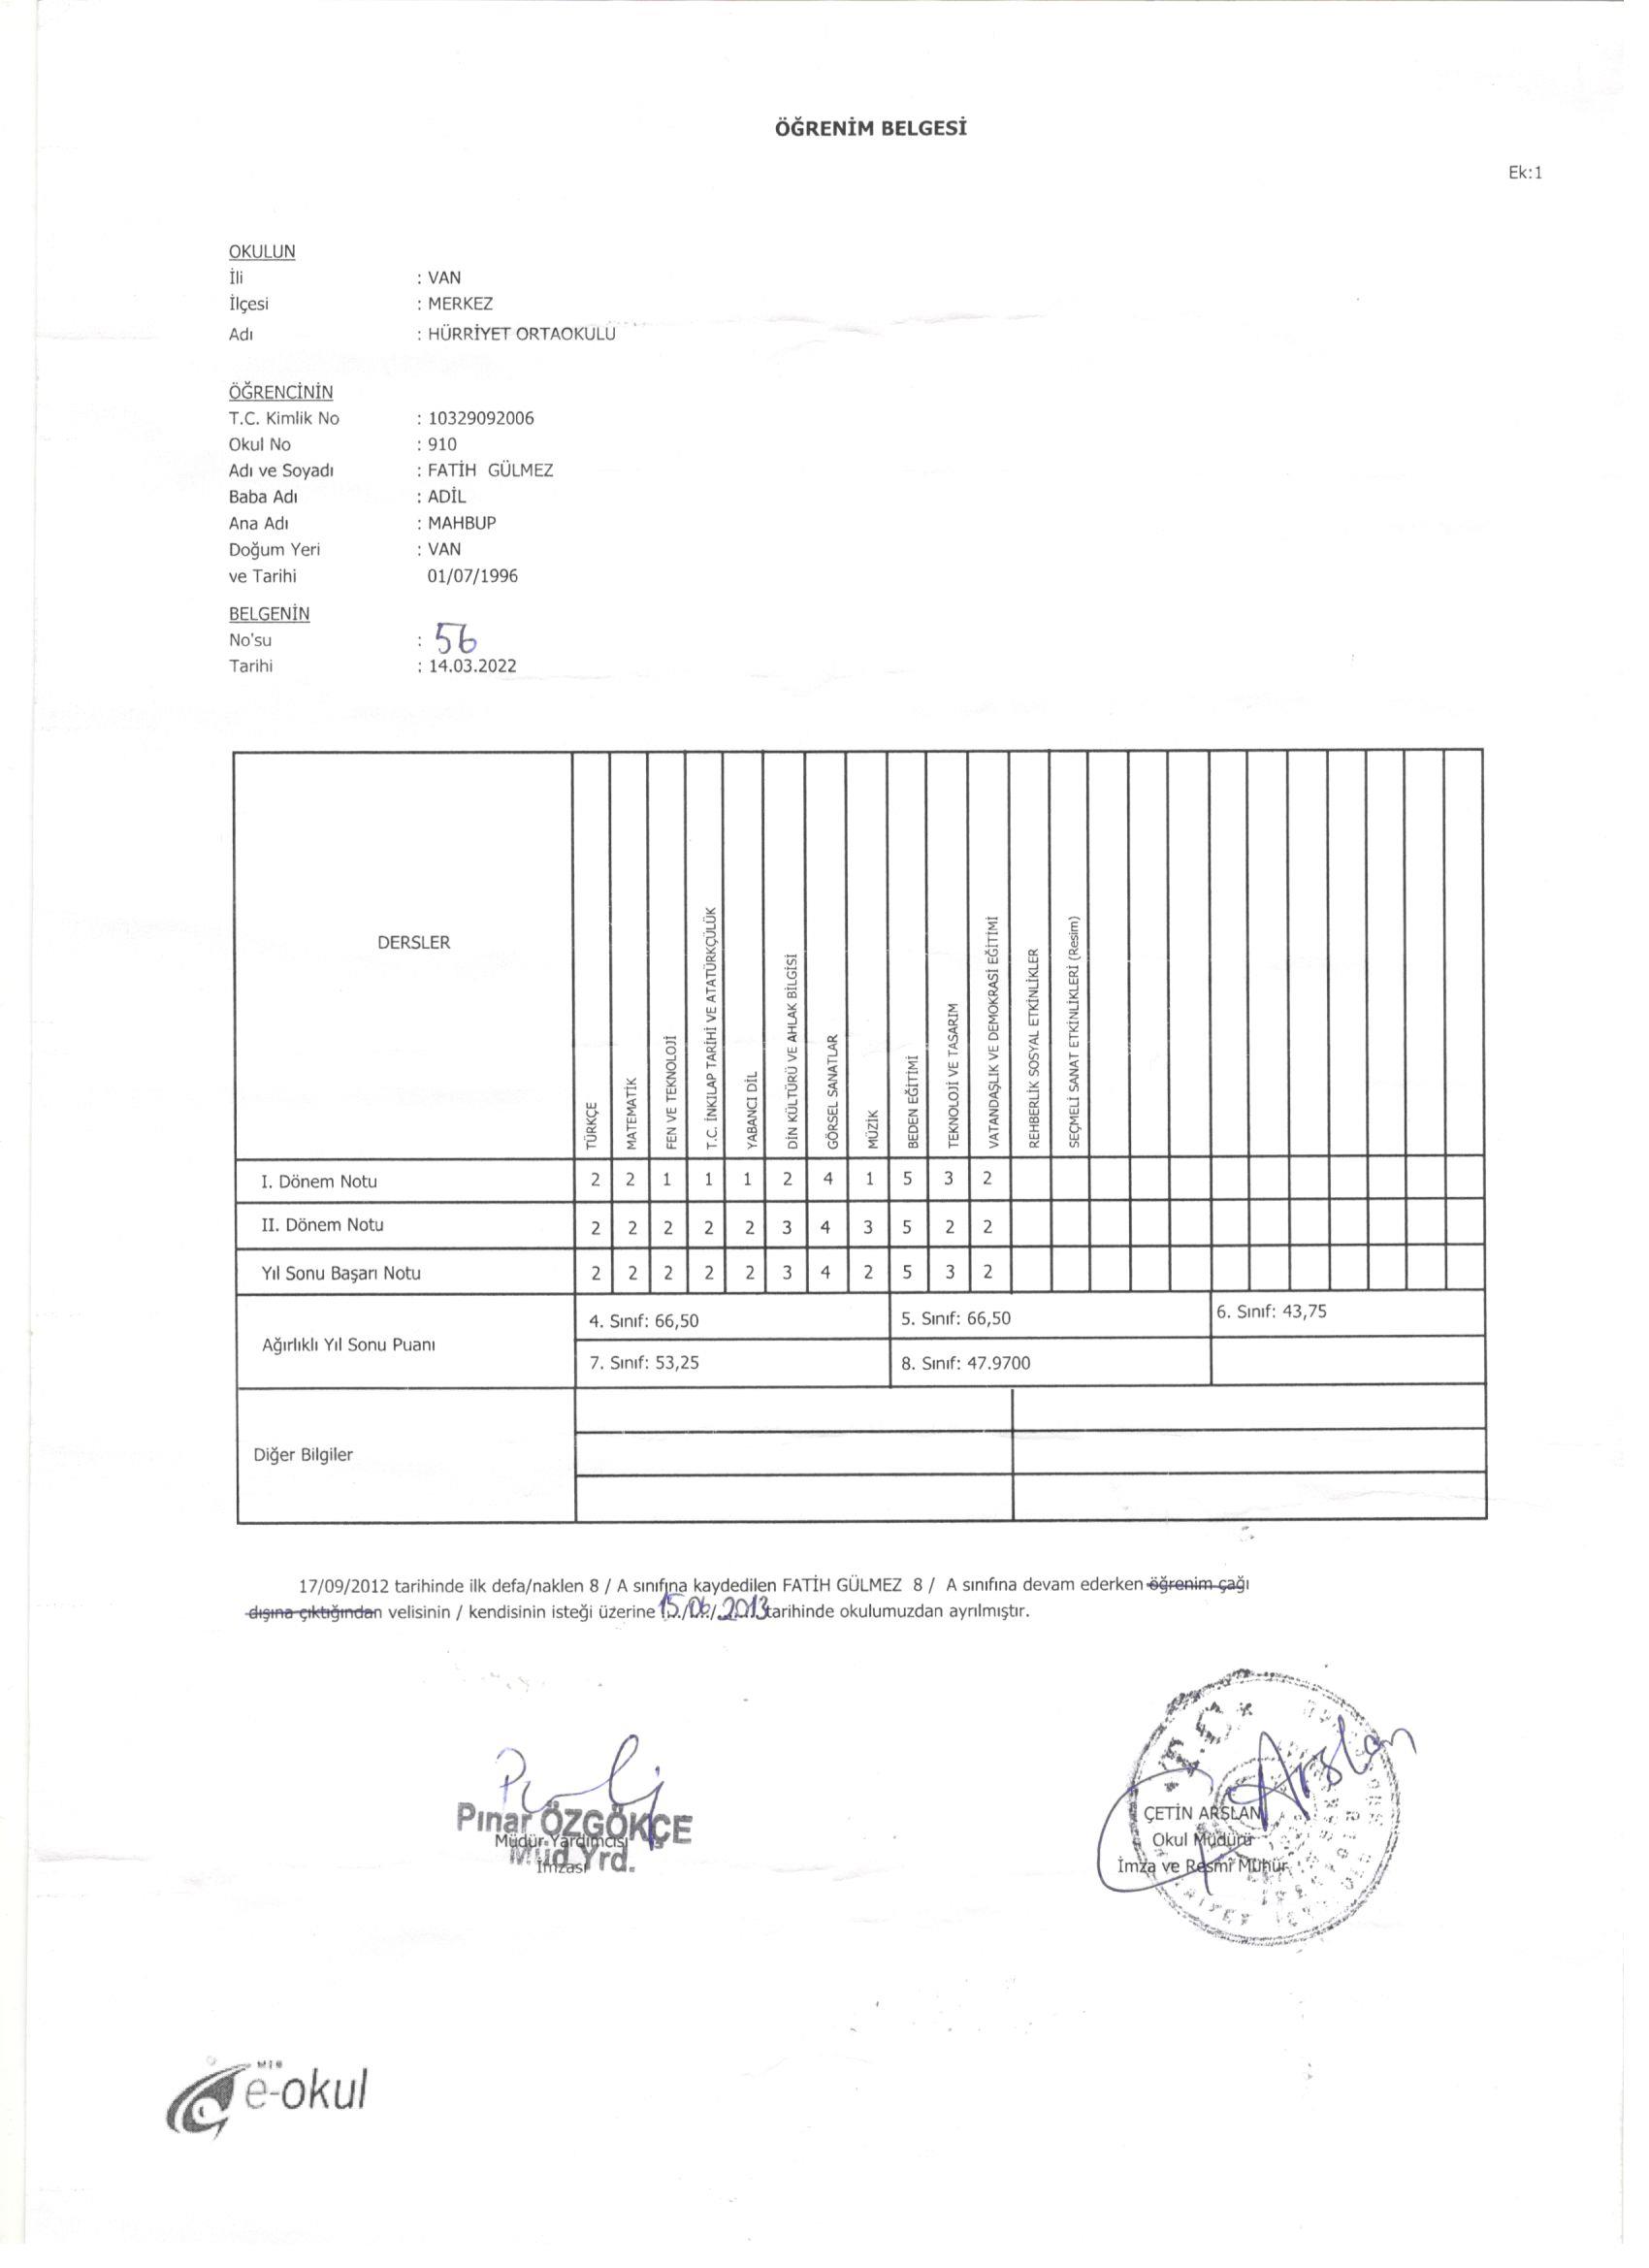 ÖĞRENİM BELGESİ
Ek:1
OKULUN
İli : VAN
İlçesi : MERKEZ
Adı : HÜRRİYET ORTAOKULU
ÖĞRENCİNİN
T.C. Kimlik No : 10329092006
Okul No : 910
Adı ve Soyadı : FATİH GÜLMEZ
Baba Adı : ADİL
Ana Adı : MAHBUP
Doğum Yeri : VAN
ve Tarihi 01/07/1996
BELGENİN
No'su : 56
Tarihi : 14.03.2022
DERSLER
TÜRKÇE
MATEMATİK
FEN VE TEKNOLOJİ
T.C. İNKILAP TARİHİ VE ATATÜRKÇÜLÜK
YABANCI DİL
DİN KÜLTÜRÜ VE AHLAK BİLGİSİ
GÖRSEL SANATLAR
MÜZİK
BEDEN EĞİTİMİ
TEKNOLOJİ VE TASARIM
VATANDAŞLIK VE DEMOKRASİ EĞİTİMİ
REHBERLİK SOSYAL ETKİNLİKLER
SEÇMELİ SANAT ETKİNLİKLERİ (Resim)
I. Dönem Notu 2 2 1 1 1 2 4 1 5 3 2
II. Dönem Notu 2 2 2 2 2 3 4 3 5 2 2
Yıl Sonu Başarı Notu 2 2 2 2 2 3 4 2 5 3 2
Ağırlıklı Yıl Sonu Puanı
4. Sınıf: 66,50 5. Sınıf: 66,50 6. Sınıf: 43,75
7. Sınıf: 53,25 8. Sınıf: 47.9700
Diğer Bilgiler
17/09/2012 tarihinde ilk defa/naklen 8 / A sınıfına kaydedilen FATİH GÜLMEZ 8 / A sınıfına devam ederken öğrenim çağı
dışına çıktığından velisinin / kendisinin isteği üzerine 15/06/2013 tarihinde okulumuzdan ayrılmıştır.
Pınar ÖZGÖKÇE
Müdür Yardımcısı
Müd.Yrd.
İmzası
T.C.
Arslan
ÇETİN ARSLAN
Okul Müdürü
İmza ve Resmî Mühür
MEB
e-okul